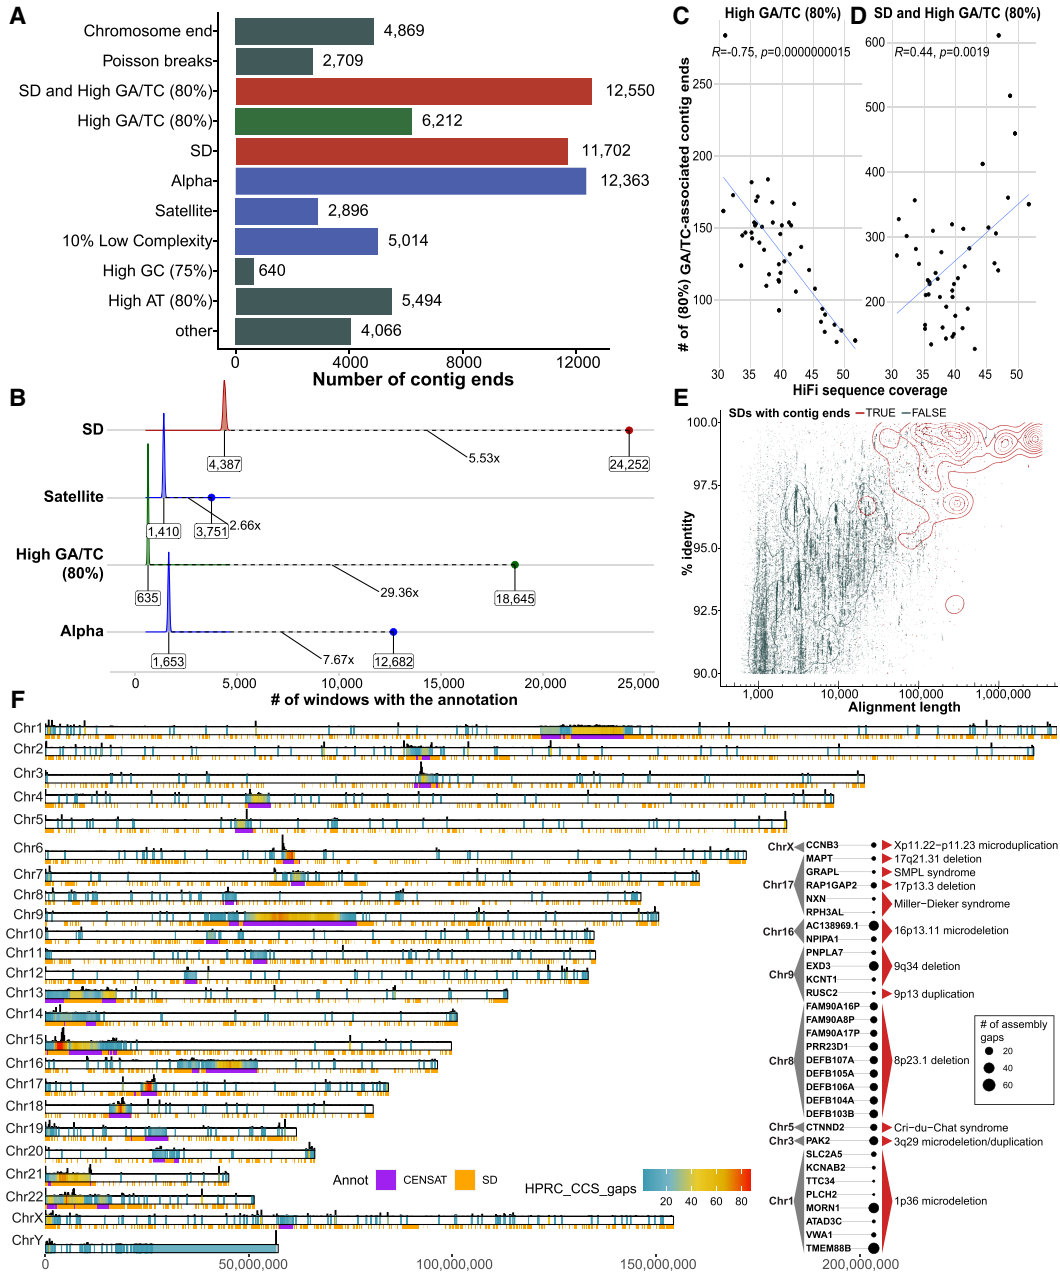 A
Chromosome end
4,869
Poisson breaks
2,709
SD and High GA/TC (80%)
12,550
High GA/TC (80%)
6,212
SD
11,702
Alpha
12,363
Satellite
2,896
10% Low Complexity
5,014
High GC (75%)
640
High AT (80%)
5,494
other
4,066
0 4000 8000 12000
Number of contig ends
C
High GA/TC (80%)
R=-0.75, p=0.0000000015
# of (80%) GA/TC-associated contig ends
250
200
150
100
30 35 40 45 50
D
SD and High GA/TC (80%)
R=0.44, p=0.0019
600
500
400
300
200
30 35 40 45 50
HiFi sequence coverage
B
SD
4,387
5.53x
24,252
Satellite
1,410
3,751
2.66x
High GA/TC
(80%)
635
29.36x
18,645
Alpha
1,653
7.67x
12,682
0 5,000 10,000 15,000 20,000 25,000
# of windows with the annotation
E
SDs with contig ends TRUE FALSE
% identity
100.0
97.5
95.0
92.5
90.0
1,000 10,000 100,000 1,000,000
Alignment length
F
Chr1
Chr2
Chr3
Chr4
Chr5
Chr6
Chr7
Chr8
Chr9
Chr10
Chr11
Chr12
Chr13
Chr14
Chr15
Chr16
Chr17
Chr18
Chr19
Chr20
Chr21
Chr22
ChrX
ChrY
0 50,000,000 100,000,000 150,000,000 200,000,000
Annot CENSAT SD
HPRC_CCS_gaps
20 40 60 80
ChrX CCNB3 Xp11.22−p11.23 microduplication
MAPT 17q21.31 deletion
GRAPL SMPL syndrome
Chr17 RAP1GAP2 17p13.3 deletion
NXN
Miller−Dieker syndrome
RPH3AL
AC138969.1
Chr16 16p13.11 microdeletion
NPIPA1
PNPLA7
EXD3 9q34 deletion
Chr9
KCNT1
RUSC2 9p13 duplication
FAM90A16P
FAM90A8P
FAM90A17P
PRR23D1
Chr8 8p23.1 deletion
DEFB107A
DEFB105A
DEFB106A
DEFB104A
DEFB103B
Chr5 CTNND2 Cri−du−Chat syndrome
Chr3 PAK2 3q29 microdeletion/duplication
SLC2A5
KCNAB2
TTC34
PLCH2
Chr1 1p36 microdeletion
MORN1
ATAD3C
VWA1
TMEM88B
# of assembly
gaps
20
40
60